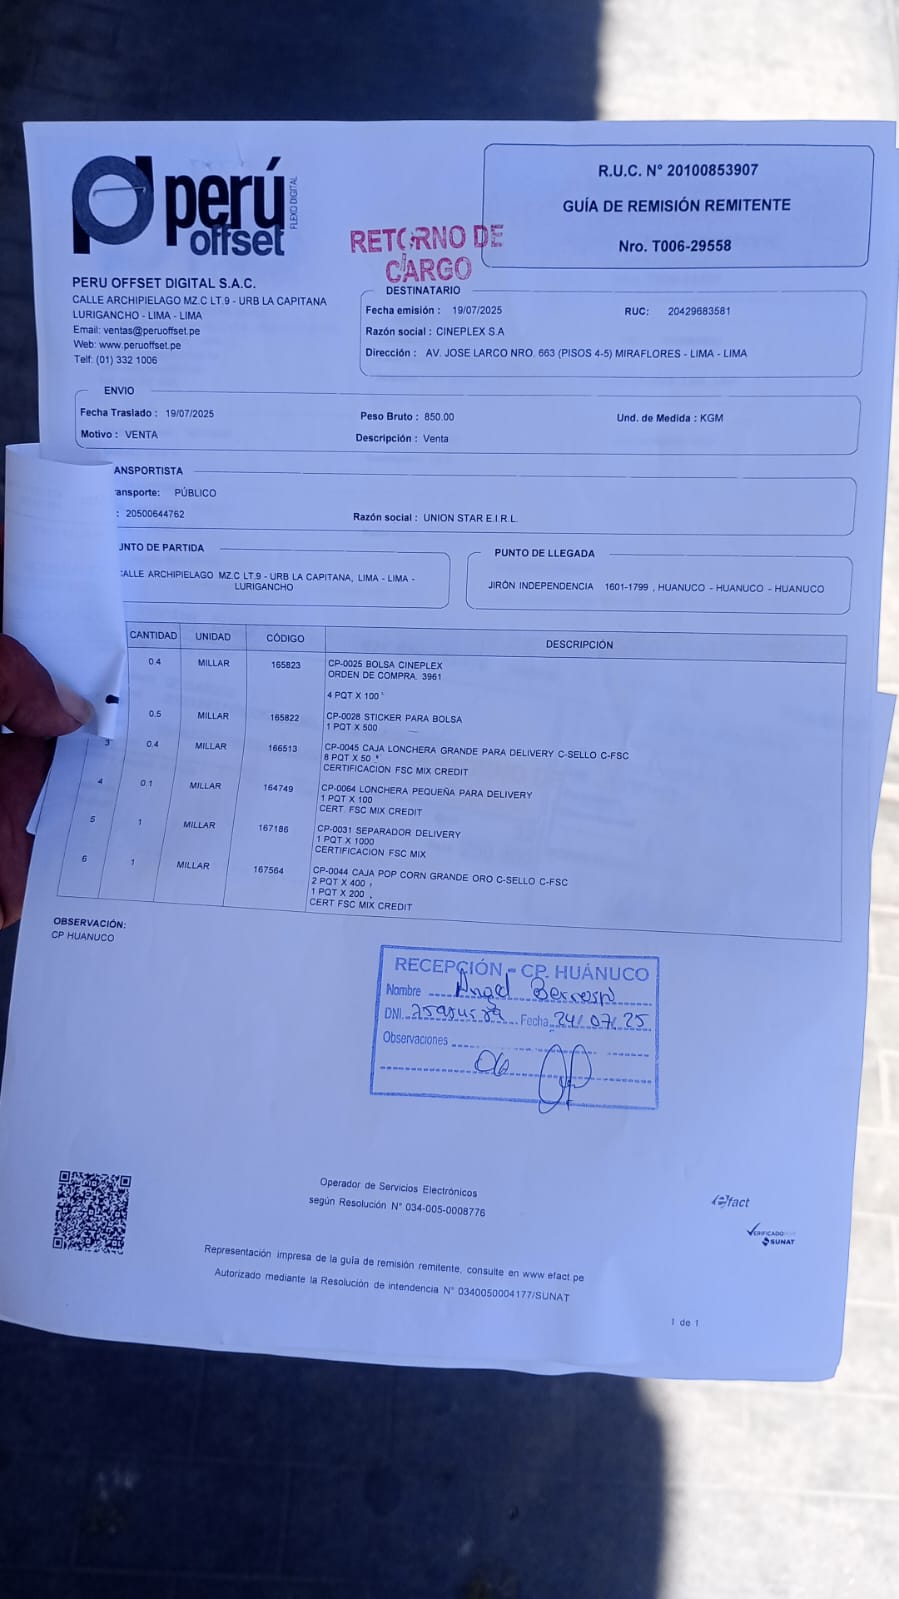 perú
offset
FLEXO DIGITAL
RETORNO DE
CARGO
R.U.C. N° 20100853907
GUÍA DE REMISIÓN REMITENTE
Nro. T006-29558
PERU OFFSET DIGITAL S.A.C.
CALLE ARCHIPIELAGO MZ.C LT.9 - URB LA CAPITANA
LURIGANCHO - LIMA - LIMA
Email: ventas@peruoffset.pe
Web: www.peruoffset.pe
Telf: (01) 332 1006
DESTINATARIO
Fecha emisión : 19/07/2025 RUC: 20429683581
Razón social : CINEPLEX S.A
Dirección : AV. JOSE LARCO NRO. 663 (PISOS 4-5) MIRAFLORES - LIMA - LIMA
ENVIO
Fecha Traslado : 19/07/2025 Peso Bruto : 850.00 Und. de Medida : KGM
Motivo : VENTA Descripción : Venta
ANSPORTISTA
ansporte: PÚBLICO
: 20500644762 Razón social : UNION STAR E.I.R.L.
UNTO DE PARTIDA
ALLE ARCHIPIELAGO MZ.C LT.9 - URB LA CAPITANA, LIMA - LIMA -
LURIGANCHO
PUNTO DE LLEGADA
JIRÓN INDEPENDENCIA 1601-1799 , HUANUCO - HUANUCO - HUANUCO
CANTIDAD UNIDAD CÓDIGO DESCRIPCIÓN
0.4 MILLAR 165823 CP-0025 BOLSA CINEPLEX
ORDEN DE COMPRA. 3961
4 PQT X 100
0.5 MILLAR 165822 CP-0028 STICKER PARA BOLSA
1 PQT X 500
3 0.4 MILLAR 166513 CP-0045 CAJA LONCHERA GRANDE PARA DELIVERY C-SELLO C-FSC
8 PQT X 50
CERTIFICACION FSC MIX CREDIT
4 0.1 MILLAR 164749 CP-0064 LONCHERA PEQUEÑA PARA DELIVERY
1 PQT X 100
CERT. FSC MIX CREDIT
5 1 MILLAR 167186 CP-0031 SEPARADOR DELIVERY
1 PQT X 1000
CERTIFICACION FSC MIX
6 1 MILLAR 167564 CP-0044 CAJA POP CORN GRANDE ORO C-SELLO C-FSC
2 PQT X 400
1 PQT X 200
CERT FSC MIX CREDIT
OBSERVACIÓN:
CP HUANUCO
RECEPCIÓN - CP. HUÁNUCO
Nombre Angel
DNI. Fecha 24/07/25
Observaciones
Operador de Servicios Electrónicos
según Resolución N° 034-005-0008776
efact
VERIFICADO
SUNAT
Representación impresa de la guía de remisión remitente, consulte en www efact.pe
Autorizado mediante la Resolución de intendencia N° 0340050004177/SUNAT
1 de 1